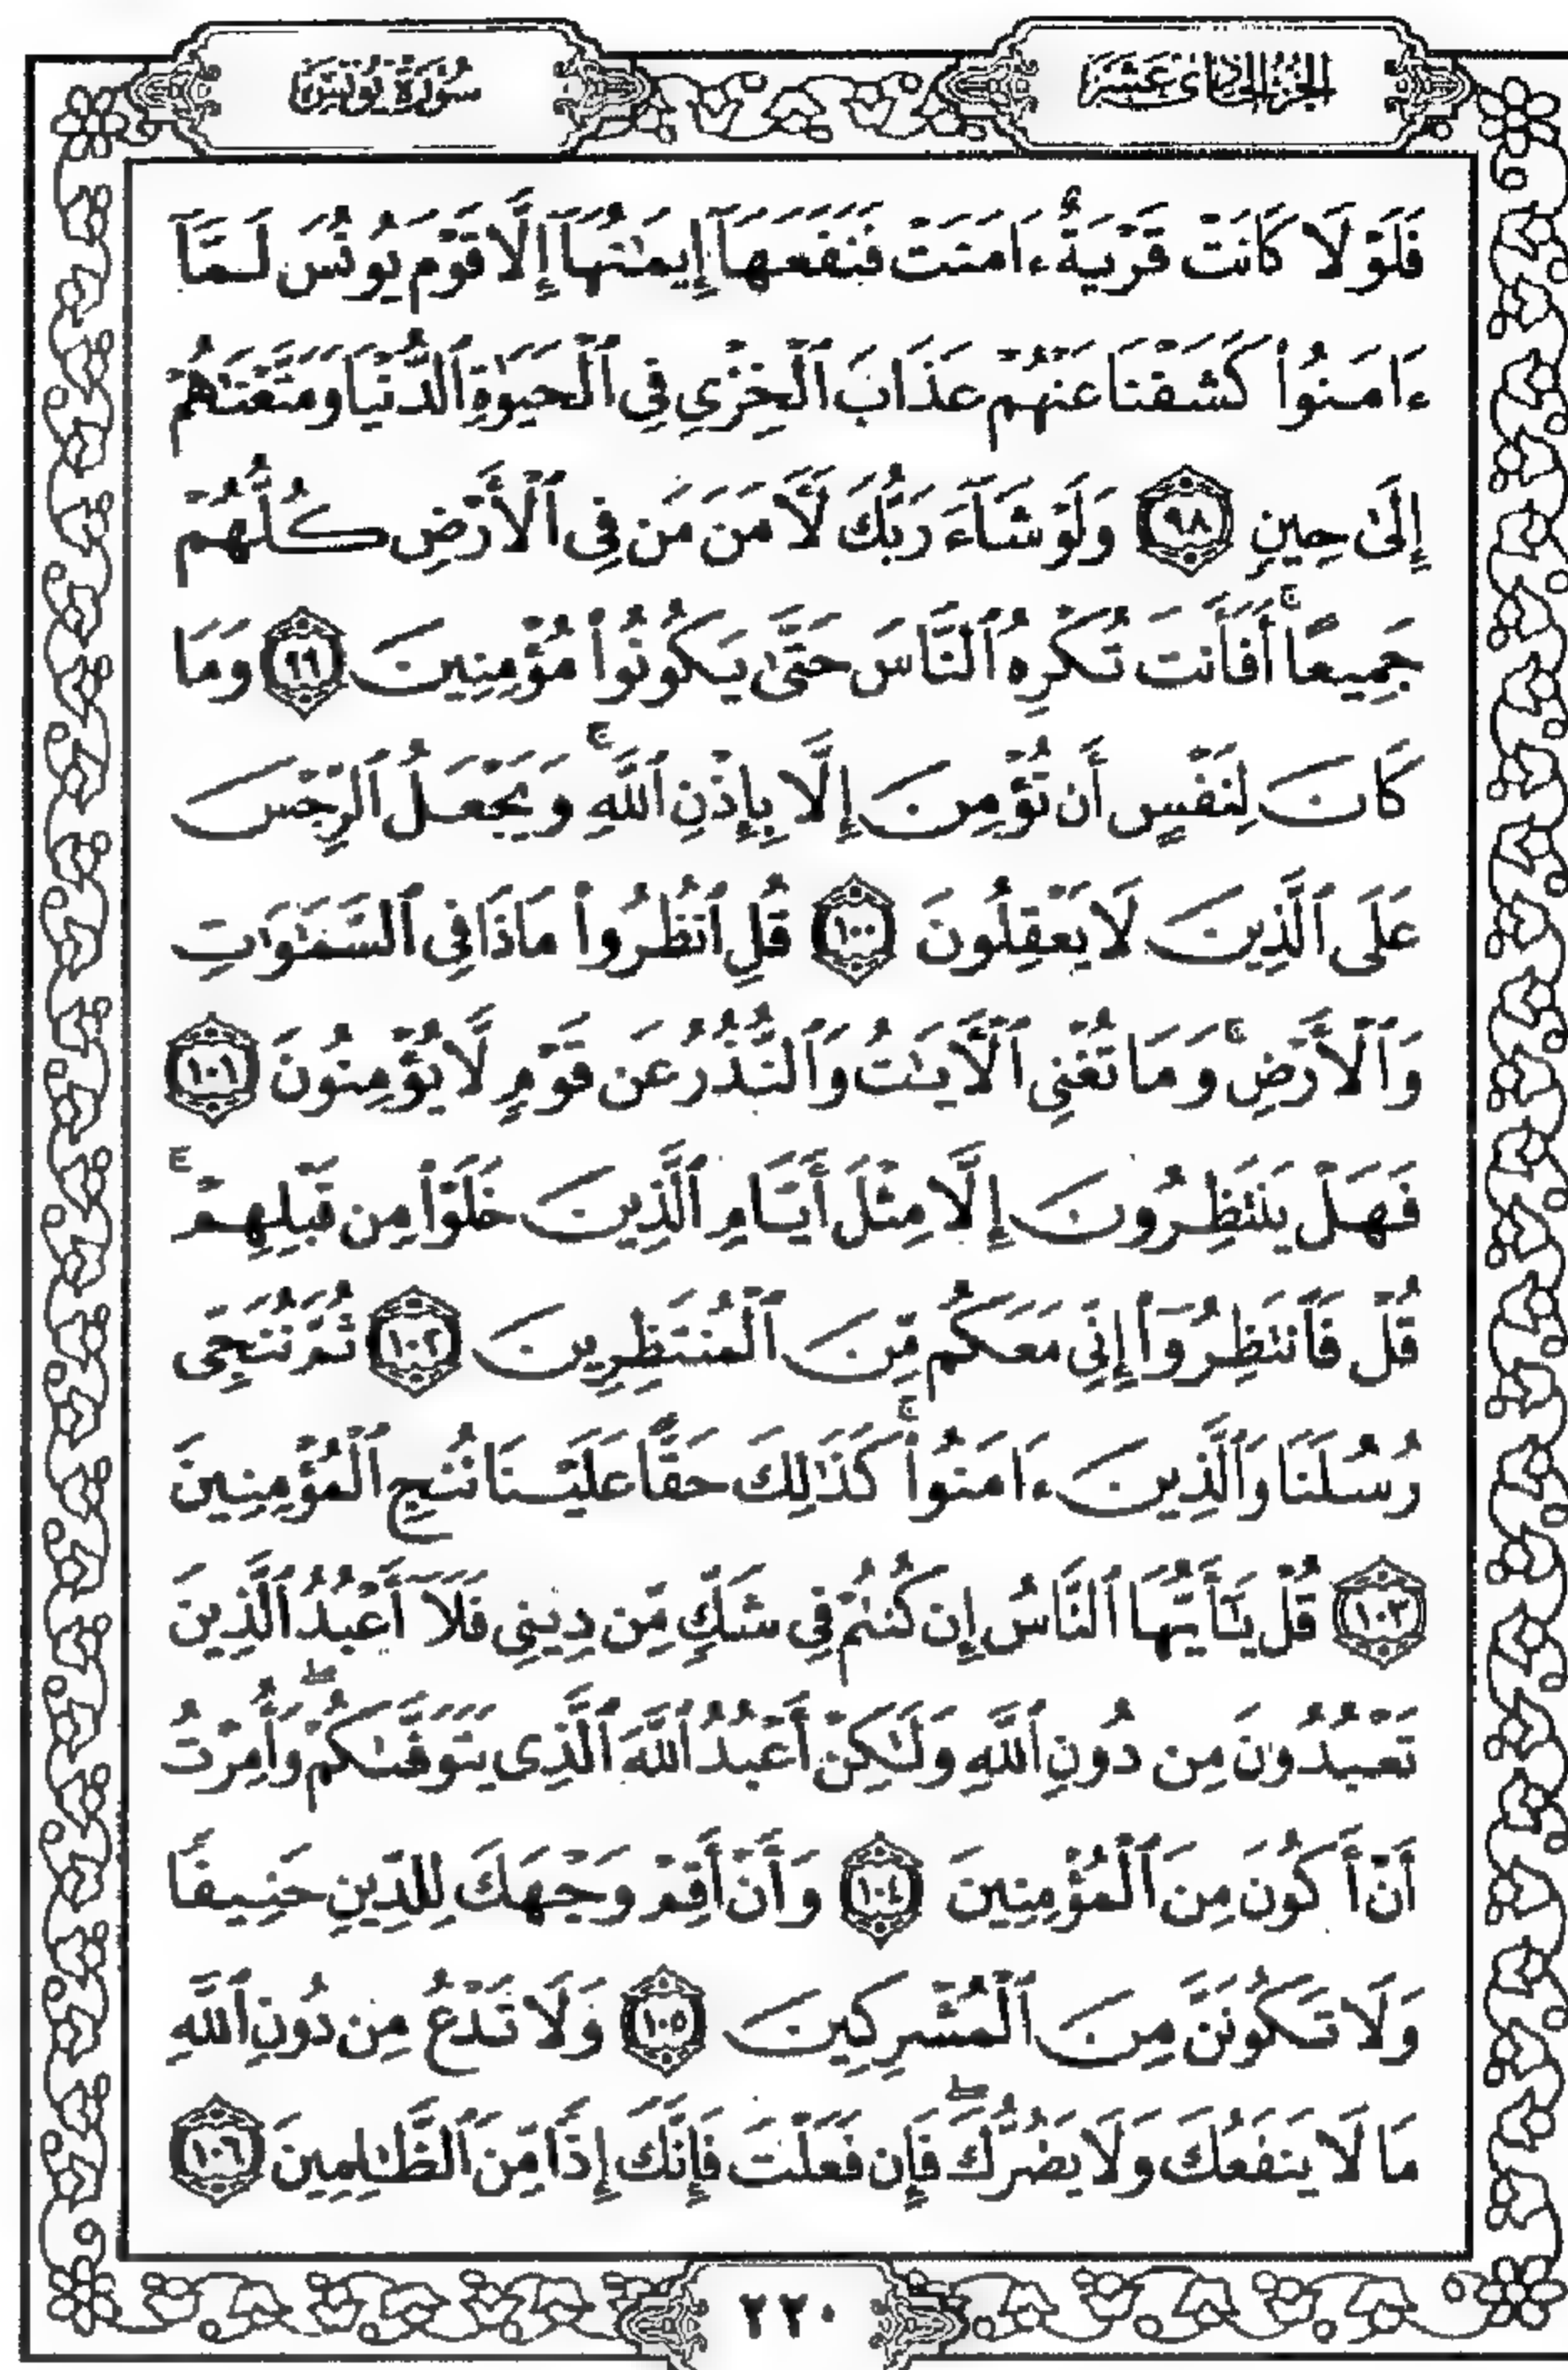 الجزء الحادي عشر
سورة يونس
فَلَوْلَا كَانَتْ قَرْيَةٌ ءَامَنَتْ فَنَفَعَهَآ إِيمَٰنُهَآ إِلَّا قَوْمَ يُونُسَ لَمَّآ
ءَامَنُوا۟ كَشَفْنَا عَنْهُمْ عَذَابَ ٱلْخِزْىِ فِى ٱلْحَيَوٰةِ ٱلدُّنْيَا وَمَتَّعْنَٰهُمْ
إِلَىٰ حِينٍ ٩٨ وَلَوْ شَآءَ رَبُّكَ لَءَامَنَ مَن فِى ٱلْأَرْضِ كُلُّهُمْ
جَمِيعًا ۚ أَفَأَنتَ تُكْرِهُ ٱلنَّاسَ حَتَّىٰ يَكُونُوا۟ مُؤْمِنِينَ ٩٩ وَمَا
كَانَ لِنَفْسٍ أَن تُؤْمِنَ إِلَّا بِإِذْنِ ٱللَّهِ ۚ وَيَجْعَلُ ٱلرِّجْسَ
عَلَى ٱلَّذِينَ لَا يَعْقِلُونَ ١٠٠ قُلِ ٱنظُرُوا۟ مَاذَا فِى ٱلسَّمَٰوَٰتِ
وَٱلْأَرْضِ ۚ وَمَا تُغْنِى ٱلْءَايَٰتُ وَٱلنُّذُرُ عَن قَوْمٍ لَّا يُؤْمِنُونَ ١٠١
فَهَلْ يَنتَظِرُونَ إِلَّا مِثْلَ أَيَّامِ ٱلَّذِينَ خَلَوْا۟ مِن قَبْلِهِمْ ۚ
قُلْ فَٱنتَظِرُوٓا۟ إِنِّى مَعَكُم مِّنَ ٱلْمُنتَظِرِينَ ١٠٢ ثُمَّ نُنَجِّى
رُسُلَنَا وَٱلَّذِينَ ءَامَنُوا۟ ۚ كَذَٰلِكَ حَقًّا عَلَيْنَا نُنجِ ٱلْمُؤْمِنِينَ
١٠٣ قُلْ يَٰٓأَيُّهَا ٱلنَّاسُ إِن كُنتُمْ فِى شَكٍّ مِّن دِينِى فَلَآ أَعْبُدُ ٱلَّذِينَ
تَعْبُدُونَ مِن دُونِ ٱللَّهِ وَلَٰكِنْ أَعْبُدُ ٱللَّهَ ٱلَّذِى يَتَوَفَّىٰكُمْ ۖ وَأُمِرْتُ
أَنْ أَكُونَ مِنَ ٱلْمُؤْمِنِينَ ١٠٤ وَأَنْ أَقِمْ وَجْهَكَ لِلدِّينِ حَنِيفًا
وَلَا تَكُونَنَّ مِنَ ٱلْمُشْرِكِينَ ١٠٥ وَلَا تَدْعُ مِن دُونِ ٱللَّهِ
مَا لَا يَنفَعُكَ وَلَا يَضُرُّكَ ۖ فَإِن فَعَلْتَ فَإِنَّكَ إِذًا مِّنَ ٱلظَّٰلِمِينَ ١٠٦
٢٢٠